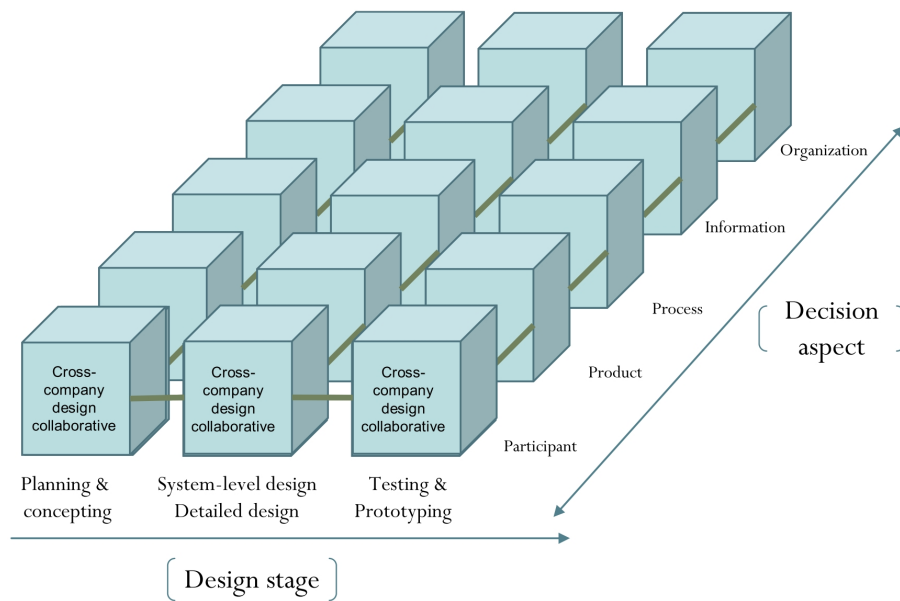 Organization
Information
Process
Decision
aspect
Product
Participant
Cross-
company
design
collaborative
Cross-
company
design
collaborative
Cross-
company
design
collaborative
Planning &
concepting
System-level design
Detailed design
Testing &
Prototyping
Design stage